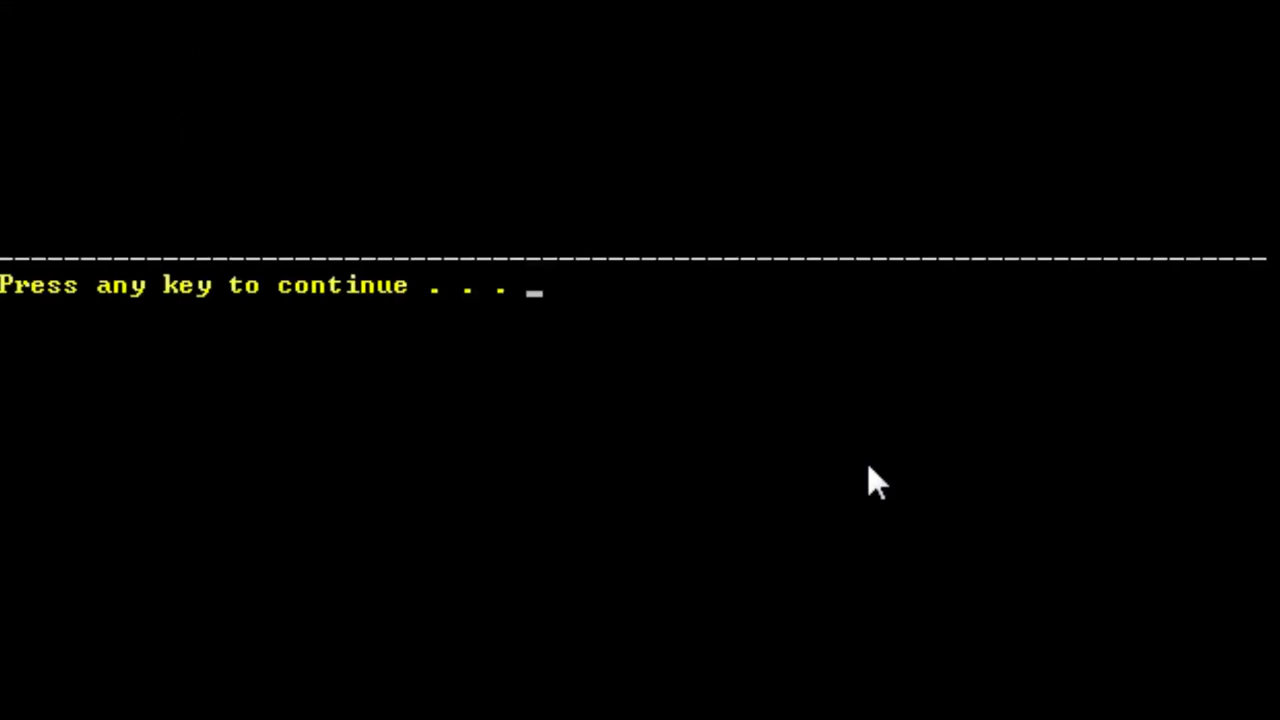 Press any key to continue . . . _